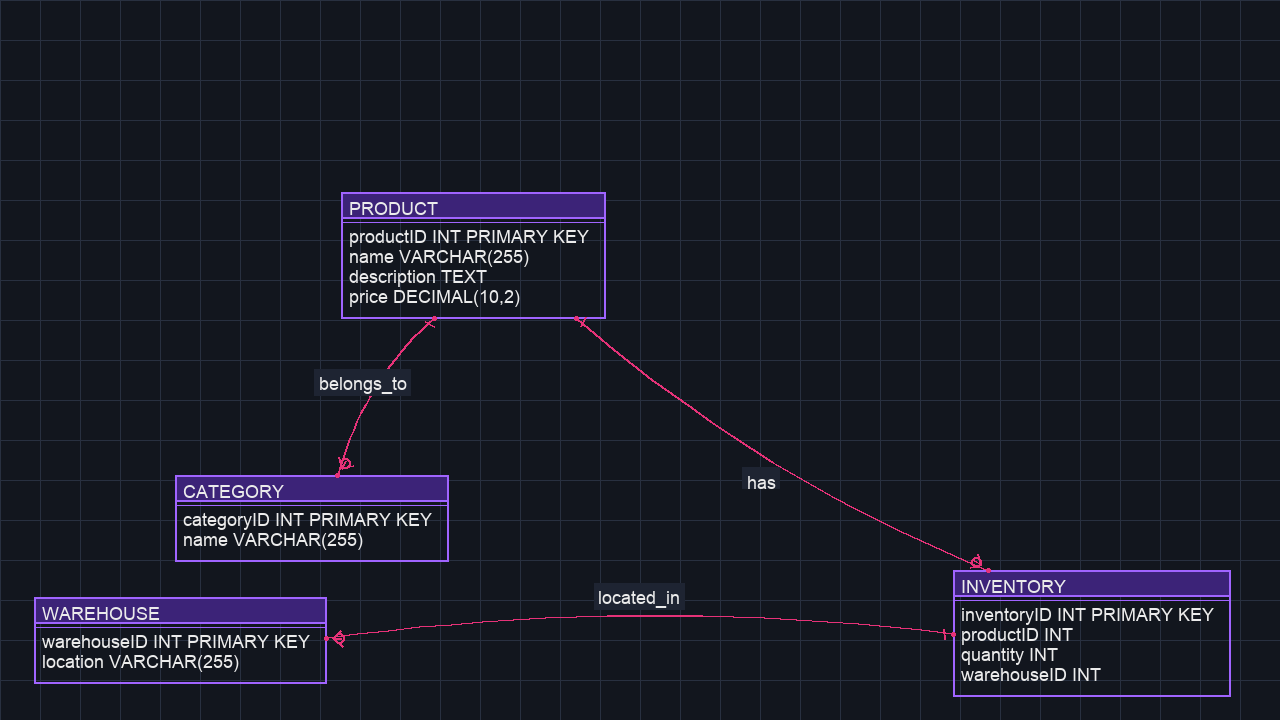 PRODUCT
productID INT PRIMARY KEY
name VARCHAR(255)
description TEXT
price DECIMAL(10,2)
belongs_to
has
CATEGORY
categoryID INT PRIMARY KEY
name VARCHAR(255)
located_in
WAREHOUSE
warehouseID INT PRIMARY KEY
location VARCHAR(255)
INVENTORY
inventoryID INT PRIMARY KEY
productID INT
quantity INT
warehouseID INT